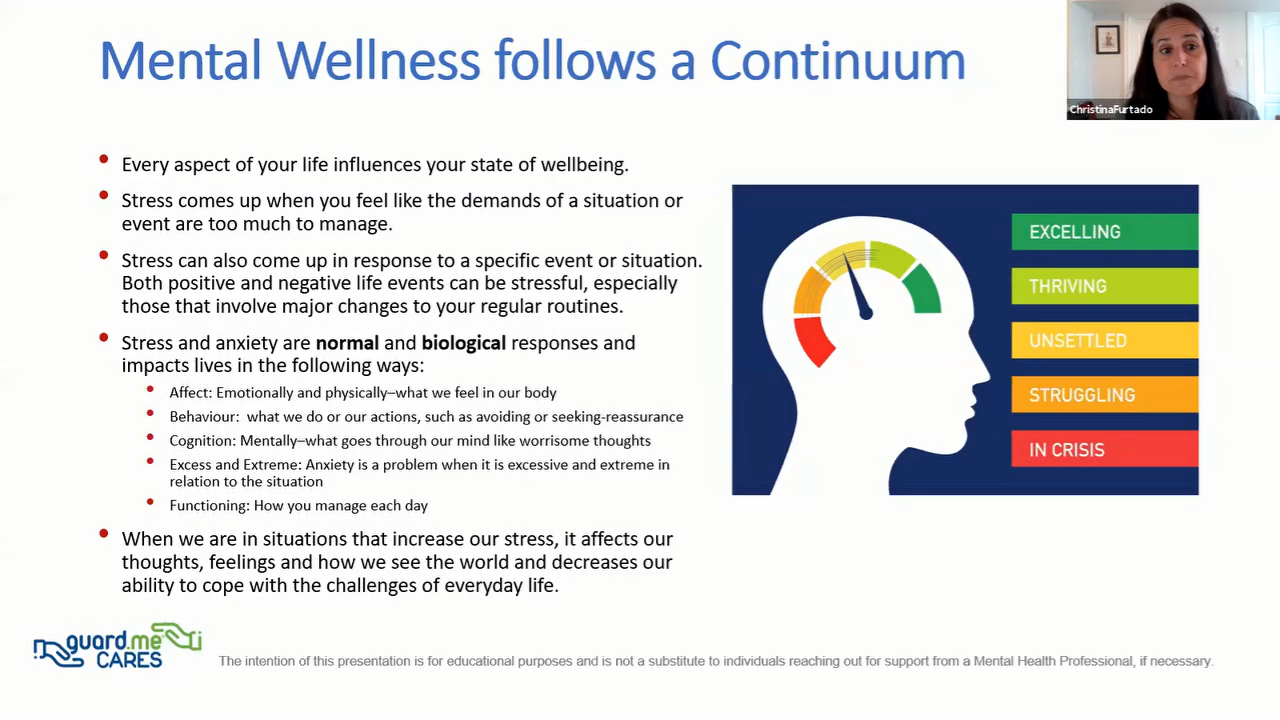 Mental Wellness follows a Continuum
ChristinaFurtado
Every aspect of your life influences your state of wellbeing.
Stress comes up when you feel like the demands of a situation or
event are too much to manage.
Stress can also come up in response to a specific event or situation.
Both positive and negative life events can be stressful, especially
those that involve major changes to your regular routines.
Stress and anxiety are normal and biological responses and
impacts lives in the following ways:
Affect: Emotionally and physically–what we feel in our body
Behaviour:  what we do or our actions, such as avoiding or seeking-reassurance
Cognition: Mentally–what goes through our mind like worrisome thoughts
Excess and Extreme: Anxiety is a problem when it is excessive and extreme in
relation to the situation
Functioning: How you manage each day
When we are in situations that increase our stress, it affects our
thoughts, feelings and how we see the world and decreases our
ability to cope with the challenges of everyday life.
EXCELLING
THRIVING
UNSETTLED
STRUGGLING
IN CRISIS
guard.me
CARES
The intention of this presentation is for educational purposes and is not a substitute to individuals reaching out for support from a Mental Health Professional, if necessary.